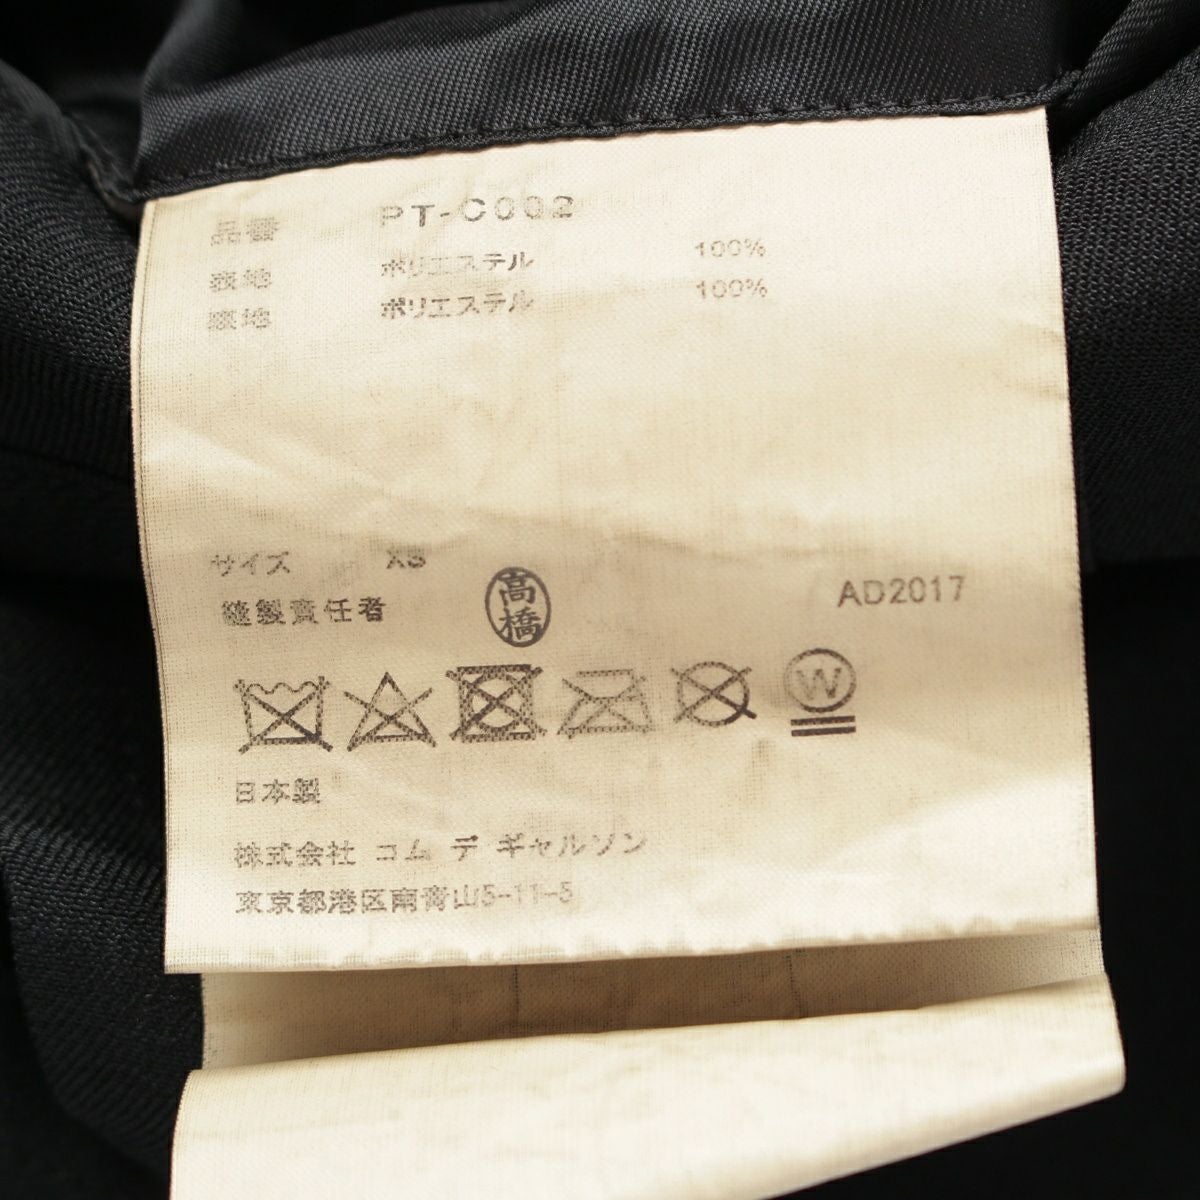 品番 PT-C002
表地 ポリエステル 100%
裏地 ポリエステル 100%
サイズ XS
縫製責任者 高橋 AD2017
W
日本製
株式会社 コム デ ギャルソン
東京都港区南青山5-11-5